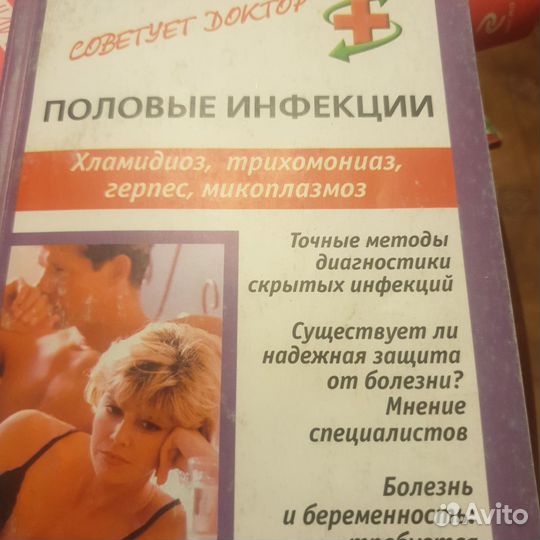 СОВЕТУЕТ ДОКТОР
ПОЛОВЫЕ ИНФЕКЦИИ
Хламидиоз, трихомониаз,
герпес, микоплазмоз
Точные методы
диагностики
скрытых инфекций
Существует ли
надежная защита
от болезни?
Мнение
специалистов
Болезнь
и беременность:
требуется
Avito